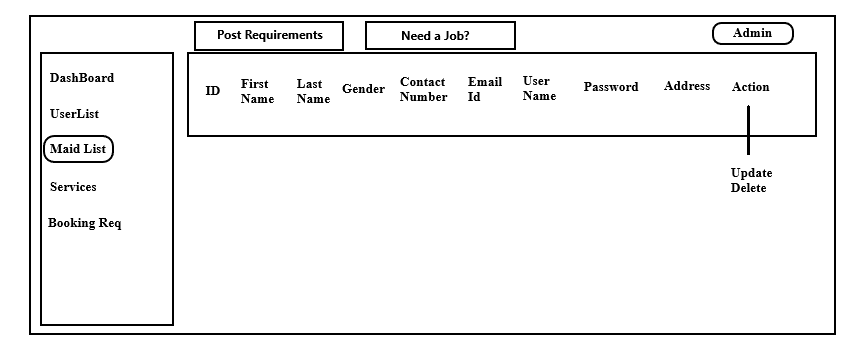 Post Requirements
Need a Job?
Admin
DashBoard
UserList
Maid List
Services
Booking Req
ID
First
Name
Last
Name
Gender
Contact
Number
Email
Id
User
Name
Password
Address
Action
Update
Delete